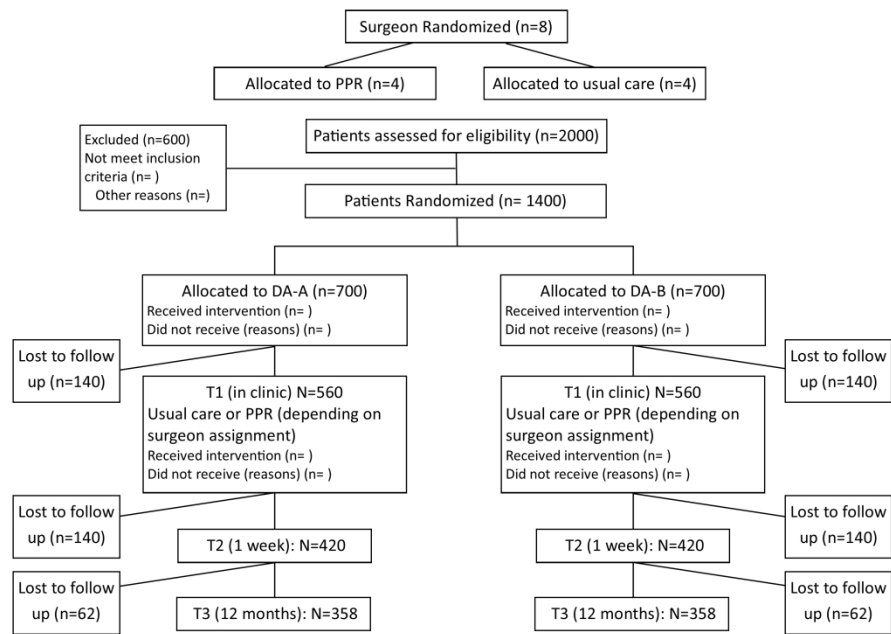 Surgeon Randomized (n=8)
Allocated to PPR (n=4)
Allocated to usual care (n=4)
Patients assessed for eligibility (n=2000)
Excluded (n=600)
Not meet inclusion
criteria (n= )
Other reasons (n=)
Patients Randomized (n= 1400)
Allocated to DA-A (n=700)
Received intervention (n= )
Did not receive (reasons) (n= )
Allocated to DA-B (n=700)
Received intervention (n= )
Did not receive (reasons) (n= )
Lost to follow
up (n=140)
Lost to follow
up (n=140)
T1 (in clinic) N=560
Usual care or PPR (depending on
surgeon assignment)
Received intervention (n= )
Did not receive (reasons) (n= )
T1 (in clinic) N=560
Usual care or PPR (depending on
surgeon assignment)
Received intervention (n= )
Did not receive (reasons) (n= )
Lost to follow
up (n=140)
Lost to follow
up (n=140)
T2 (1 week): N=420
T2 (1 week): N=420
Lost to follow
up (n=62)
Lost to follow
up (n=62)
T3 (12 months): N=358
T3 (12 months): N=358